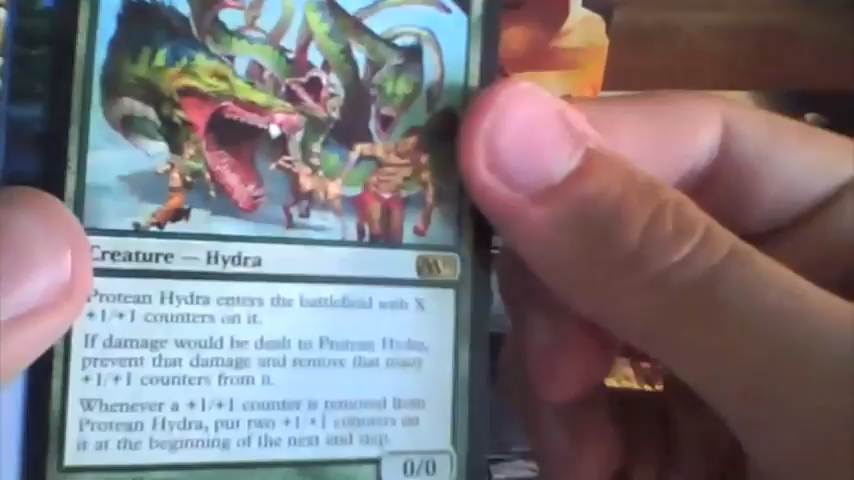 Creature — Hydra
Protean Hydra enters the battlefield with X
+1/+1 counters on it.
If damage would be dealt to Protean Hydra,
prevent that damage and remove that many
+1/+1 counters from it.
Whenever a +1/+1 counter is removed from
Protean Hydra, put two +1/+1 counters on
it at the beginning of the next end step.
0/0